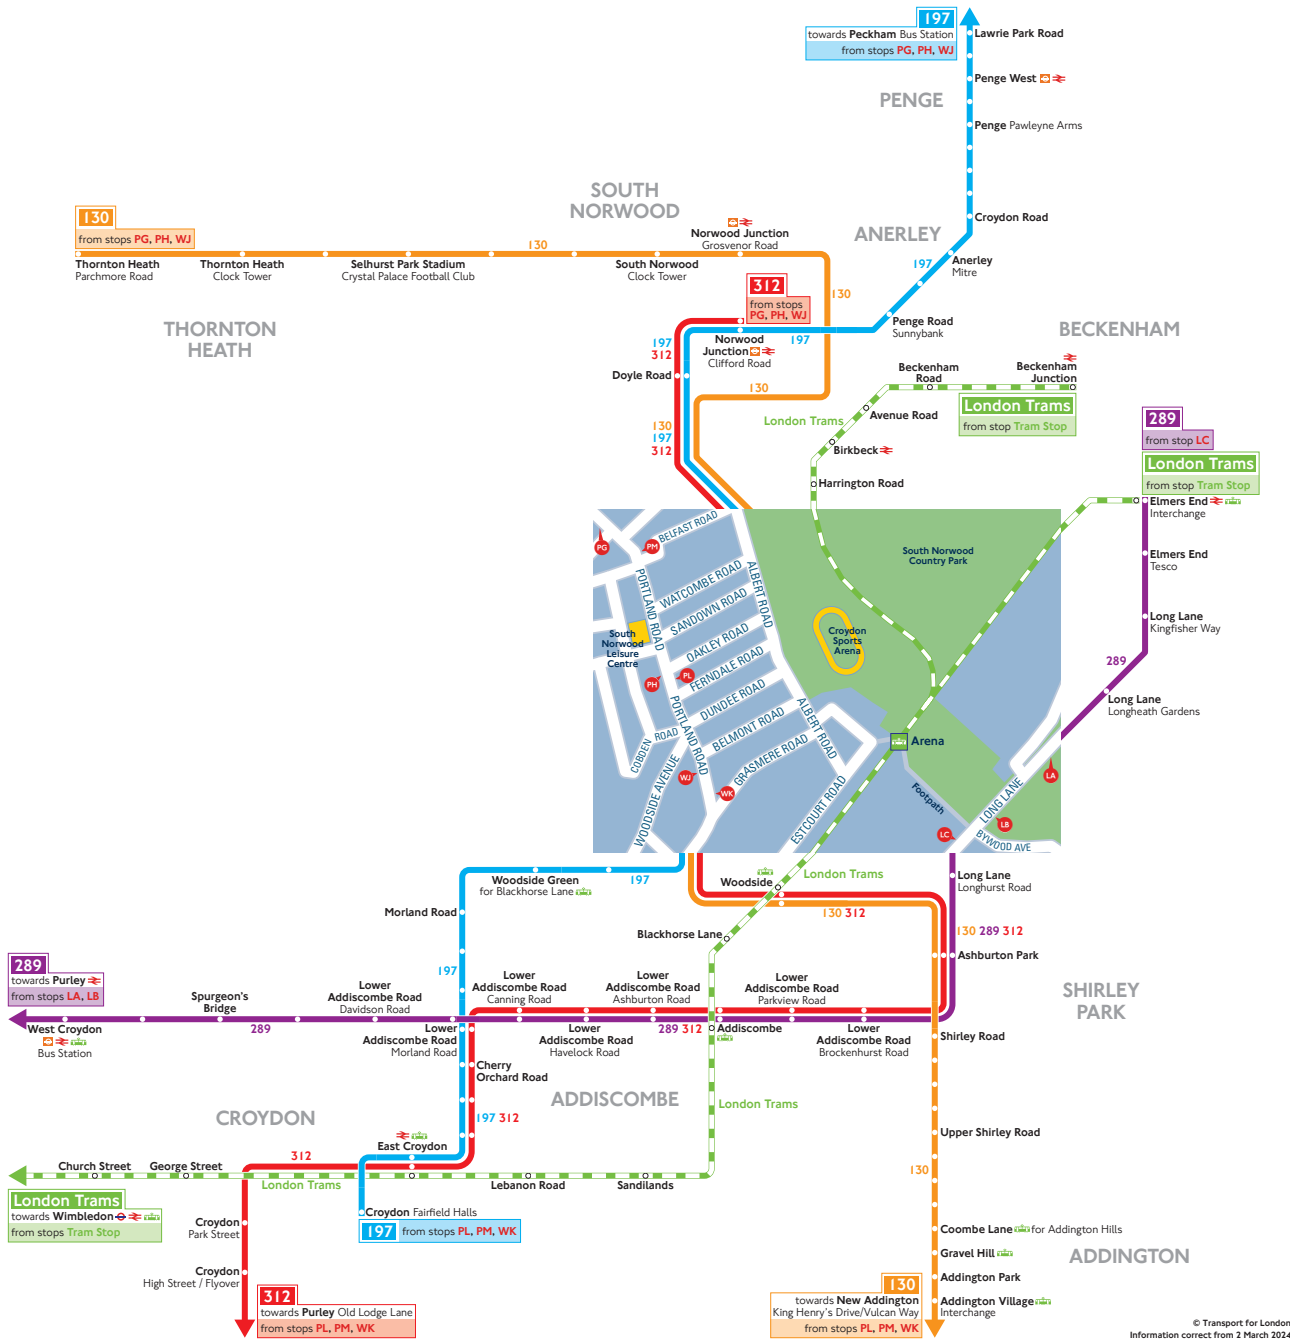 197
towards Peckham Bus Station
from stops PG, PH, WJ
Lawrie Park Road
Penge West
PENGE
Penge Pawleyne Arms
SOUTH
NORWOOD
Croydon Road
130
from stops PG, PH, WJ
Norwood Junction
Grosvenor Road
ANERLEY
130
Thornton Heath
Parchmore Road
Thornton Heath
Clock Tower
Selhurst Park Stadium
Crystal Palace Football Club
South Norwood
Clock Tower
197
Anerley
Mitre
312
from stops
PG, PH, WJ
130
THORNTON
HEATH
Penge Road
Sunnybank
BECKENHAM
197
312
Norwood
Junction
Clifford Road
197
Doyle Road
130
Beckenham
Road
Beckenham
Junction
London Trams
from stop Tram Stop
Avenue Road
London Trams
130
197
312
Birkbeck
Harrington Road
289
from stop LC
London Trams
from stop Tram Stop
Elmers End
Interchange
Elmers End
Tesco
Long Lane
Kingfisher Way
289
Long Lane
Longheath Gardens
PG
PM
BELFAST ROAD
South Norwood
Country Park
PORTLAND ROAD
WATCOMBE ROAD
ALBERT ROAD
SANDOWN ROAD
South
Norwood
Leisure
Centre
OAKLEY ROAD
Croydon
Sports
Arena
PH
PL
FERNDALE ROAD
DUNDEE ROAD
PORTLAND ROAD
ALBERT ROAD
COBDEN ROAD
BELMONT ROAD
GRASMERE ROAD
Arena
WOODSIDE AVENUE
WJ
WK
ESTCOURT ROAD
Footpath
LONG LANE
LA
LB
LC
BYWOOD AVE
Woodside Green
for Blackhorse Lane
197
Woodside
London Trams
Long Lane
Longhurst Road
Morland Road
130 312
Blackhorse Lane
130 289 312
Ashburton Park
289
towards Purley
from stops LA, LB
197
Spurgeon's
Bridge
Lower
Addiscombe Road
Davidson Road
Lower
Addiscombe Road
Canning Road
Lower
Addiscombe Road
Ashburton Road
Lower
Addiscombe Road
Parkview Road
SHIRLEY
PARK
West Croydon
Bus Station
289
Lower
Addiscombe Road
Morland Road
Lower
Addiscombe Road
Havelock Road
289 312
Addiscombe
Lower
Addiscombe Road
Brockenhurst Road
Shirley Road
Cherry
Orchard Road
ADDISCOMBE
London Trams
CROYDON
197 312
Upper Shirley Road
East Croydon
312
130
Church Street
George Street
London Trams
Lebanon Road
Sandilands
London Trams
towards Wimbledon
from stops Tram Stop
Croydon
Park Street
Croydon Fairfield Halls
197
from stops PL, PM, WK
Coombe Lane for Addington Hills
Gravel Hill
ADDINGTON
Croydon
High Street / Flyover
Addington Park
312
towards Purley Old Lodge Lane
from stops PL, PM, WK
130
towards New Addington
King Henry's Drive/Vulcan Way
from stops PL, PM, WK
Addington Village
Interchange
© Transport for London
Information correct from 2 March 2024